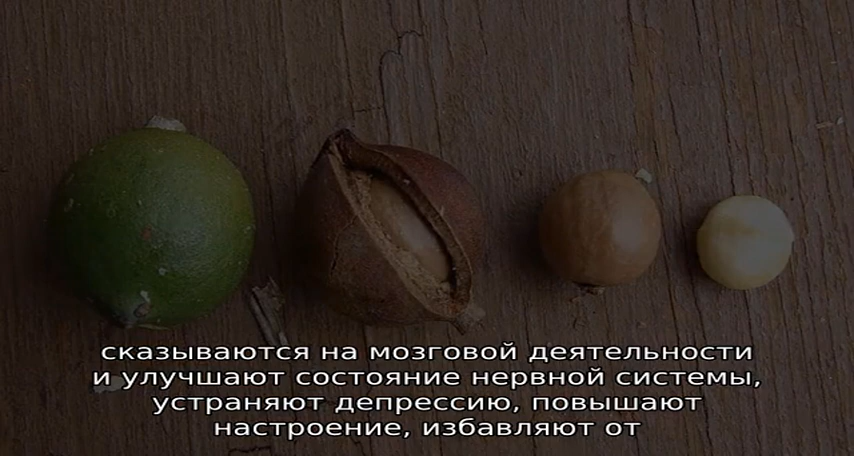 сказываются на мозговой деятельности
и улучшают состояние нервной системы,
устраняют депрессию, повышают
настроение, избавляют от